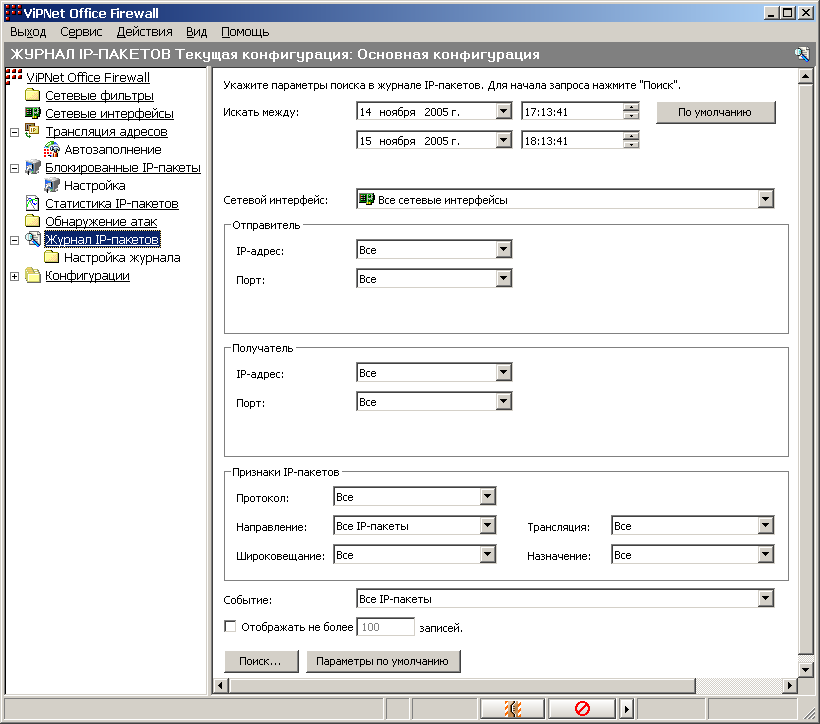 ViPNet Office Firewall
Выход Сервис Действия Вид Помощь
ЖУРНАЛ IP-ПАКЕТОВ Текущая конфигурация: Основная конфигурация
ViPNet Office Firewall
Сетевые фильтры
Сетевые интерфейсы
Трансляция адресов
Автозаполнение
Блокированные IP-пакеты
Настройка
Статистика IP-пакетов
Обнаружение атак
Журнал IP-пакетов
Настройка журнала
Конфигурации
Укажите параметры поиска в журнале IP-пакетов. Для начала запроса нажмите "Поиск".
Искать между: 14 ноября 2005 г. 17:13:41 По умолчанию
15 ноября 2005 г. 18:13:41
Сетевой интерфейс: Все сетевые интерфейсы
Отправитель
IP-адрес: Все
Порт: Все
Получатель
IP-адрес: Все
Порт: Все
Признаки IP-пакетов
Протокол: Все
Направление: Все IP-пакеты Трансляция: Все
Широковещание: Все Назначение: Все
Событие: Все IP-пакеты
Отображать не более 100 записей.
Поиск... Параметры по умолчанию